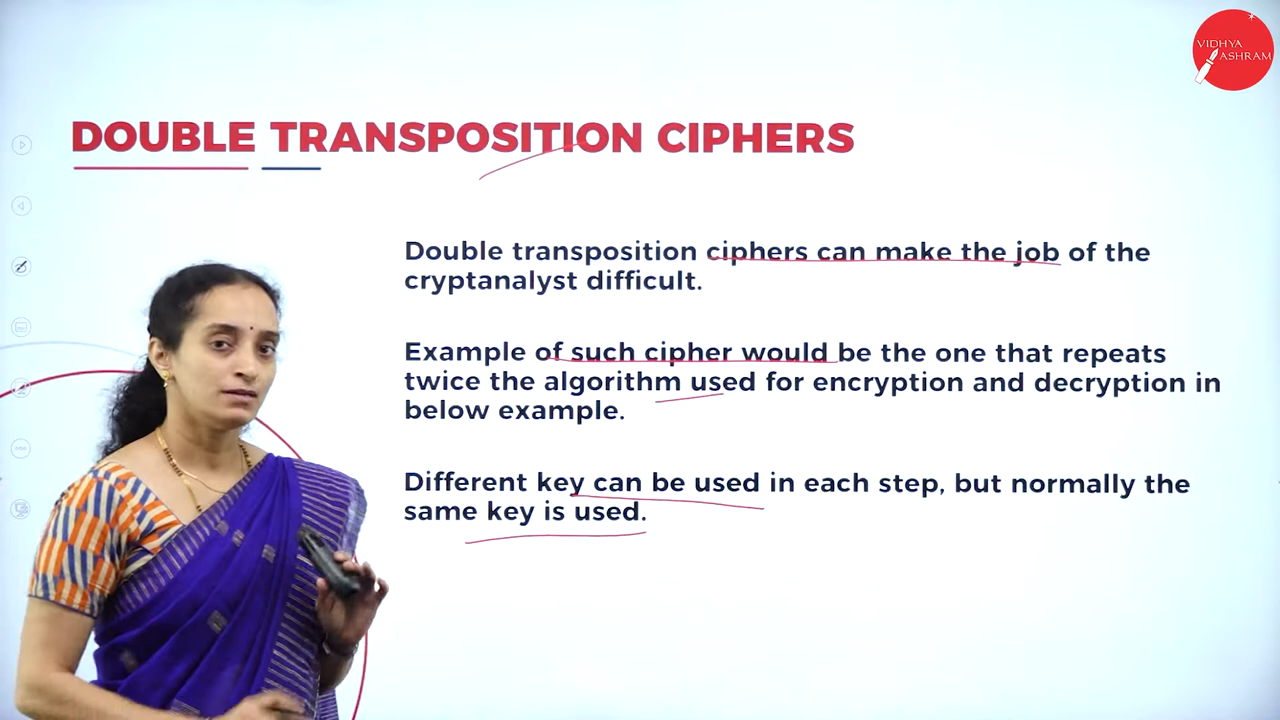 VIDHYA
ASHRAM
DOUBLE TRANSPOSITION CIPHERS
Double transposition ciphers can make the job of the
cryptanalyst difficult.
Example of such cipher would be the one that repeats
twice the algorithm used for encryption and decryption in
below example.
Different key can be used in each step, but normally the
same key is used.